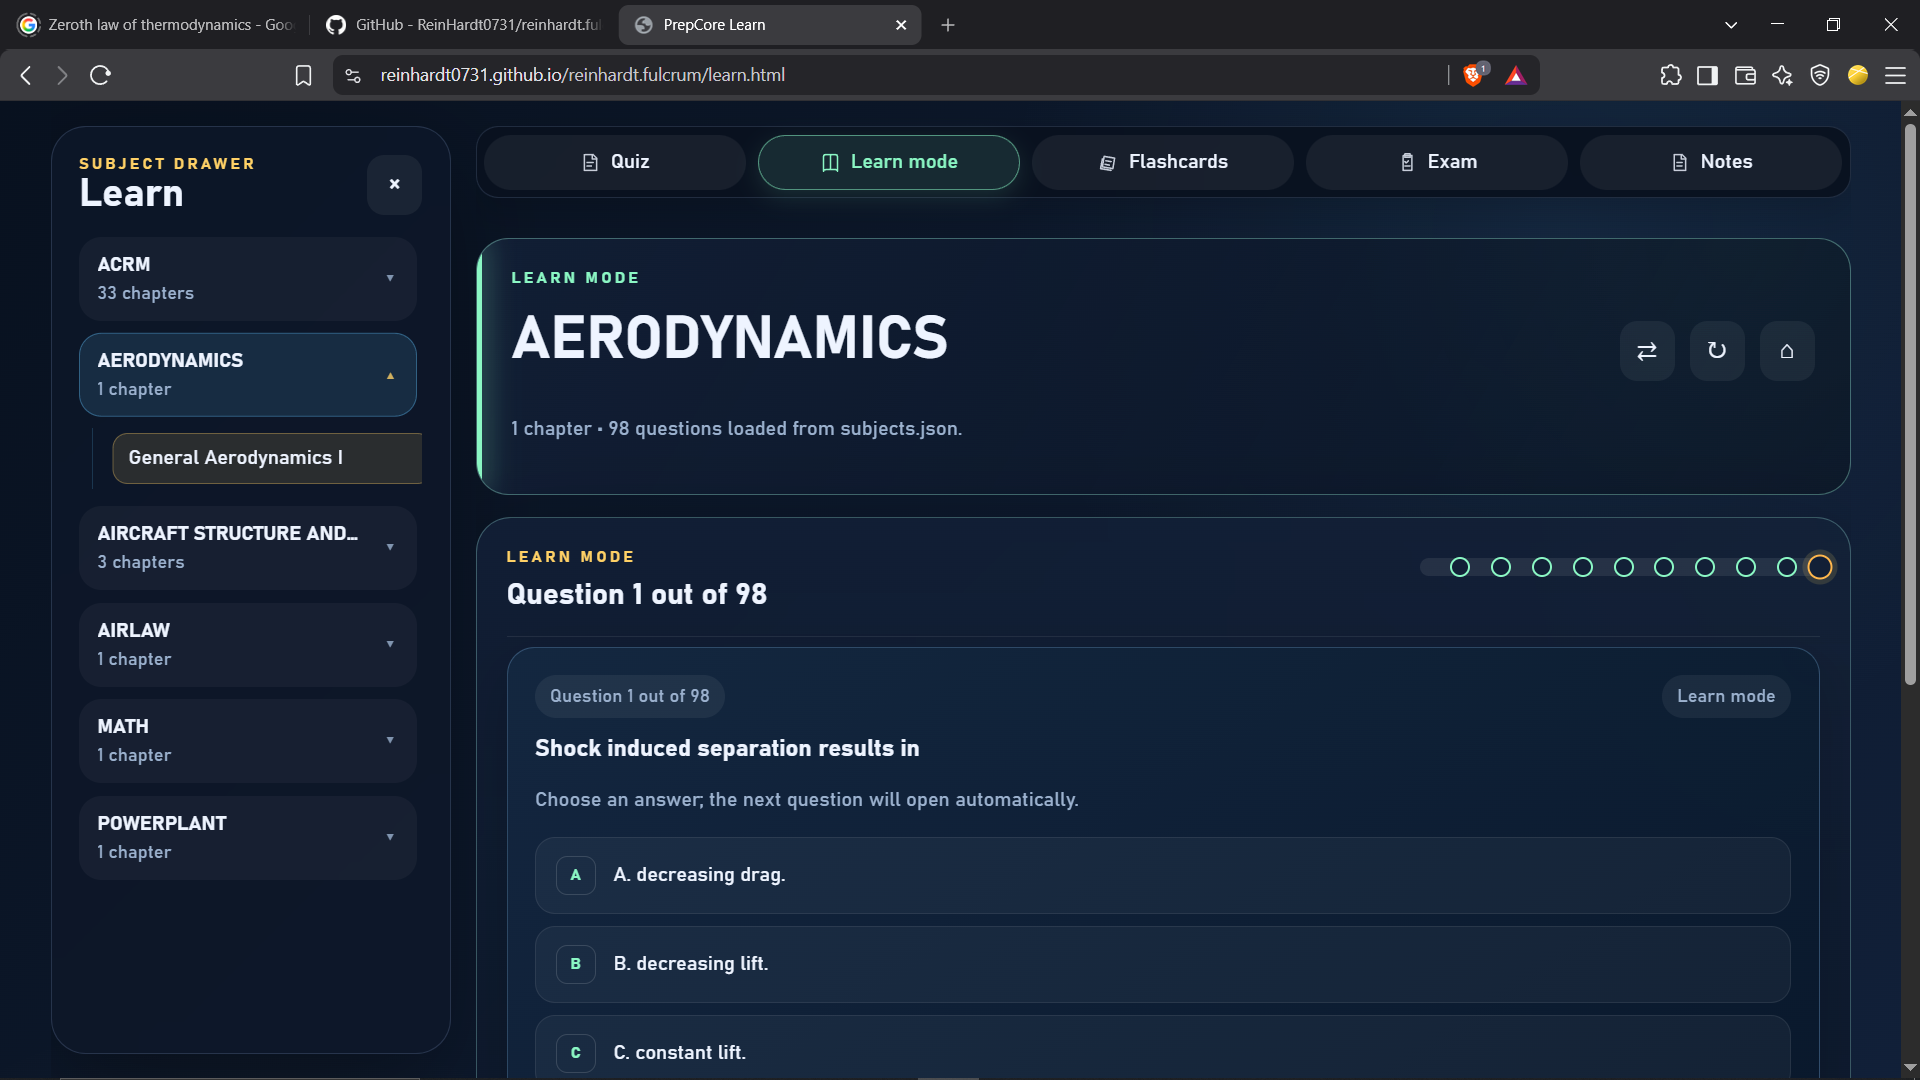 Zeroth law of thermodynamics - Goo
GitHub - ReinHardt0731/reinhardt.ful
PrepCore Learn
reinhardt0731.github.io/reinhardt.fulcrum/learn.html
1
SUBJECT DRAWER
Learn
ACRM
33 chapters
AERODYNAMICS
1 chapter
General Aerodynamics I
AIRCRAFT STRUCTURE AND...
3 chapters
AIRLAW
1 chapter
MATH
1 chapter
POWERPLANT
1 chapter
Quiz
Learn mode
Flashcards
Exam
Notes
LEARN MODE
AERODYNAMICS
1 chapter • 98 questions loaded from subjects.json.
LEARN MODE
Question 1 out of 98
Question 1 out of 98
Learn mode
Shock induced separation results in
Choose an answer; the next question will open automatically.
A A. decreasing drag.
B B. decreasing lift.
C C. constant lift.